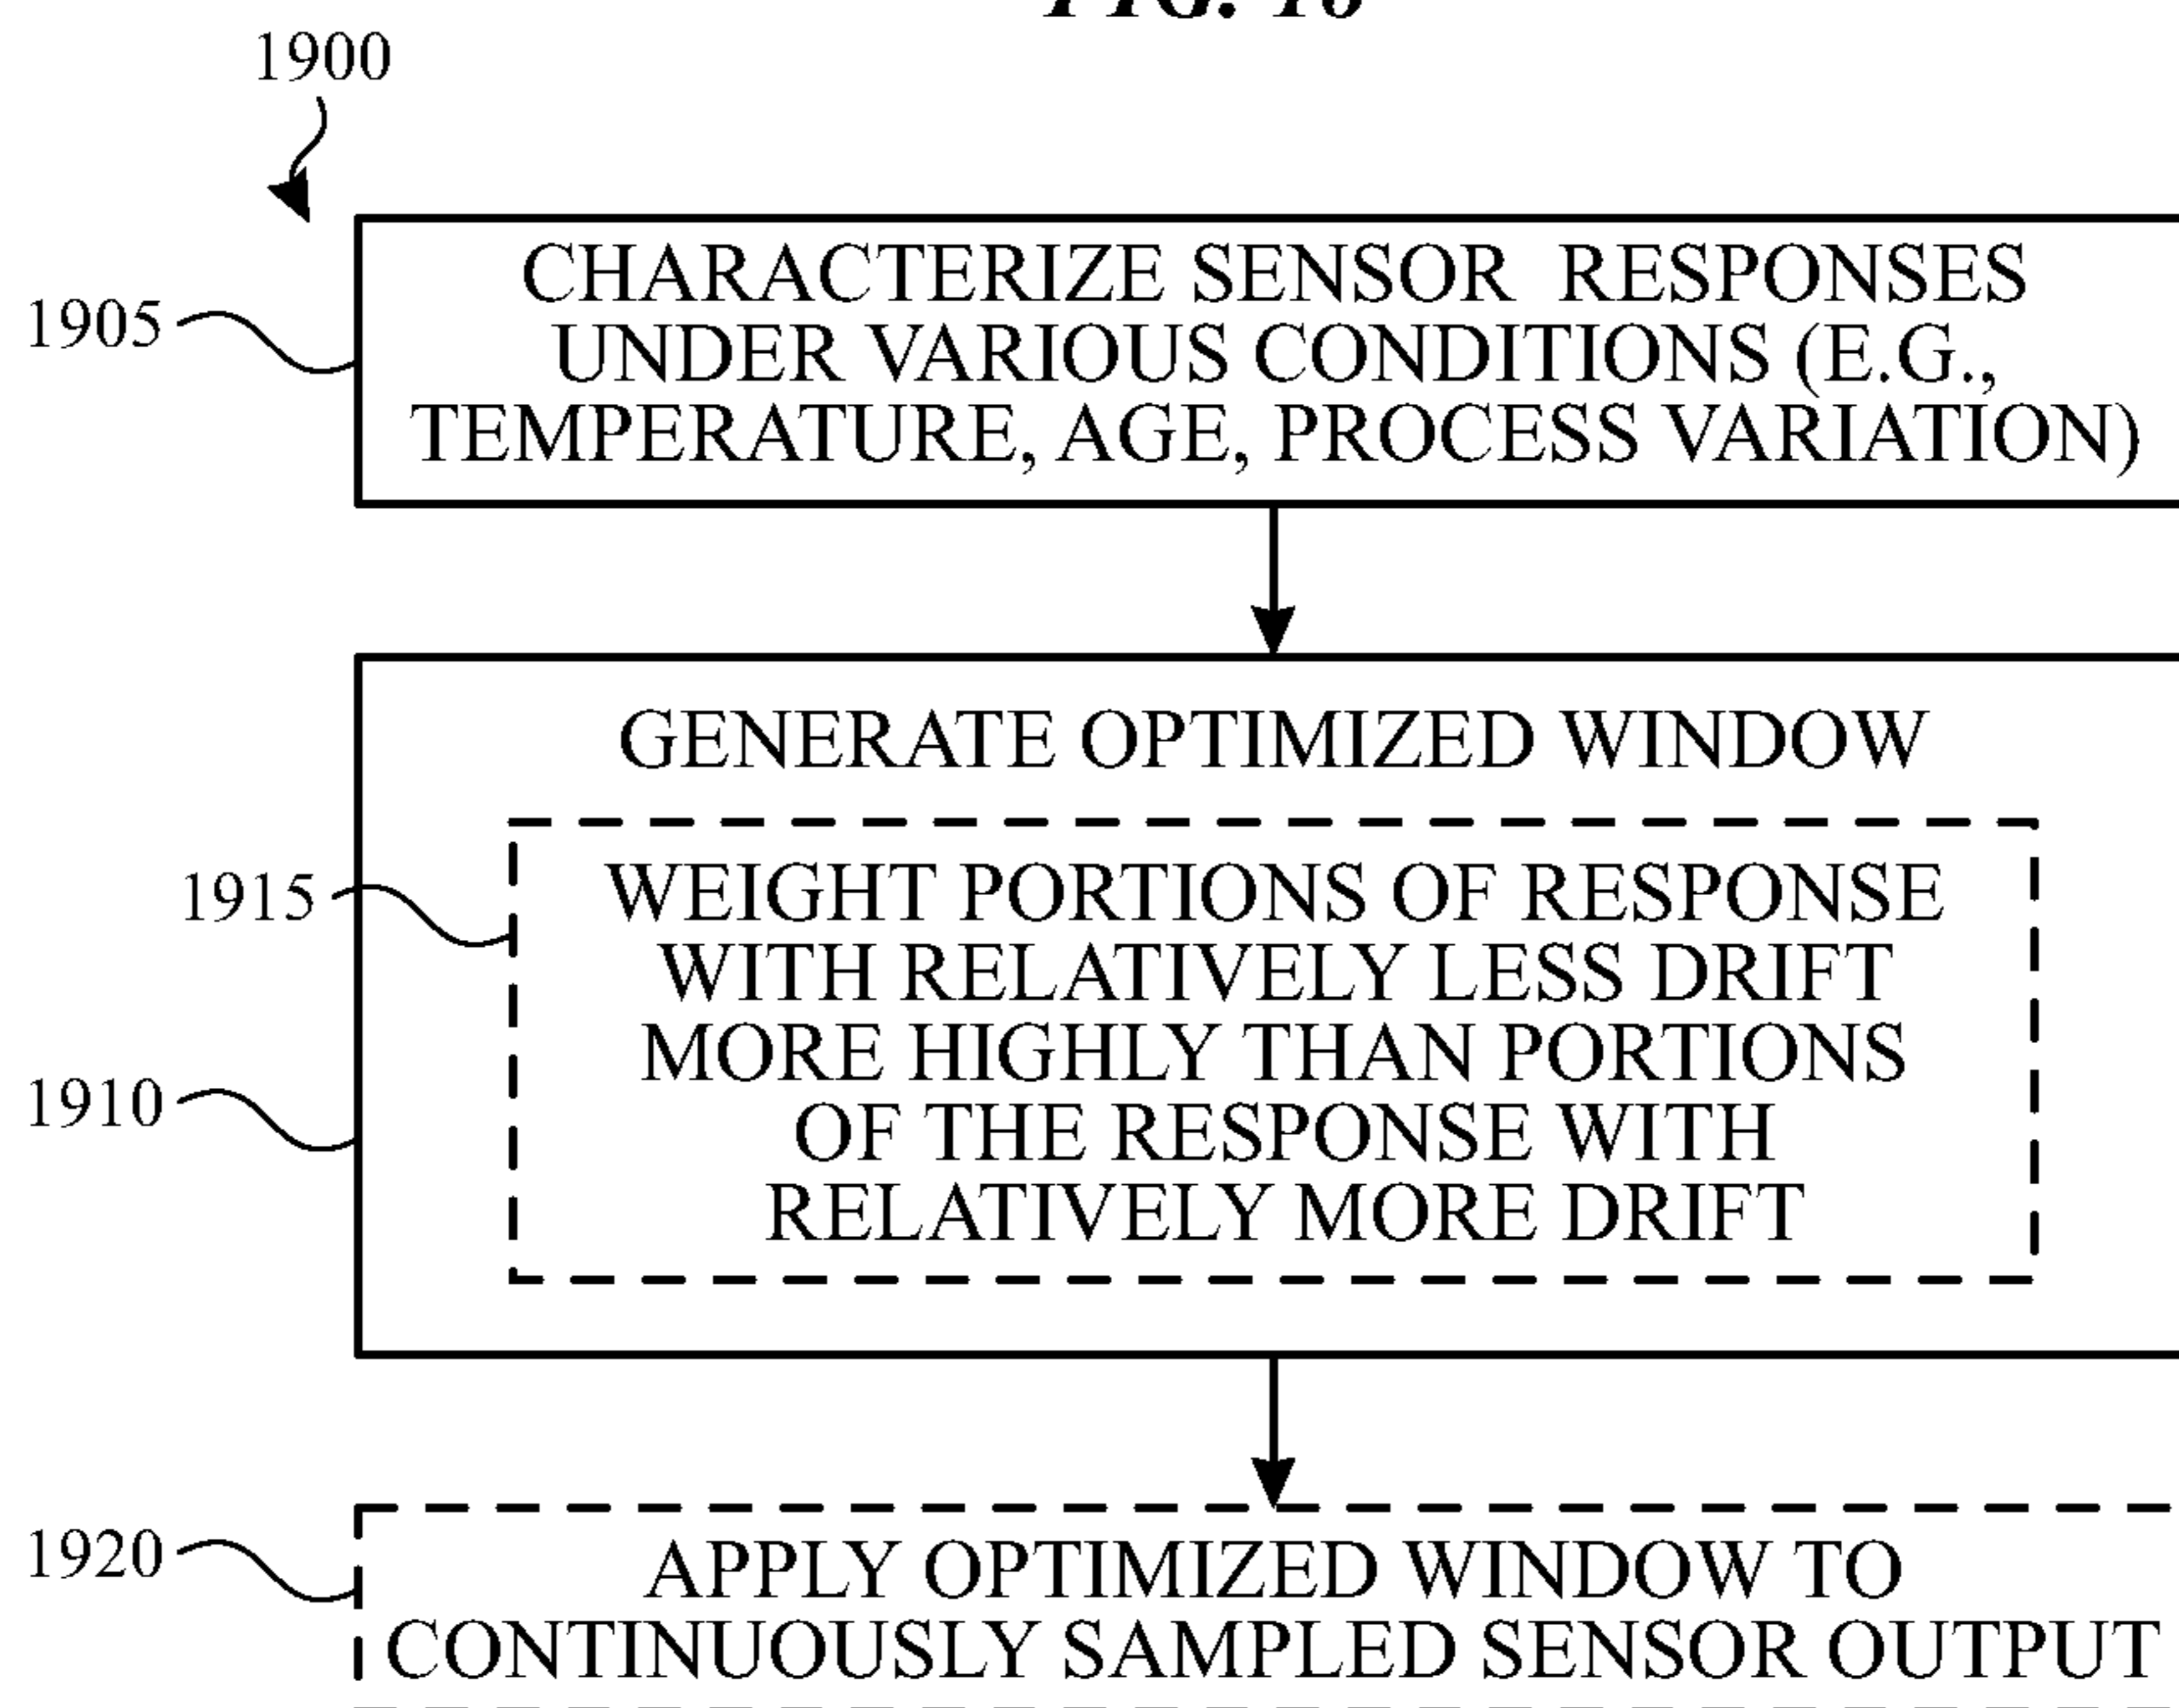 1900
1905
CHARACTERIZE SENSOR RESPONSES
UNDER VARIOUS CONDITIONS (E.G.,
TEMPERATURE, AGE, PROCESS VARIATION)
GENERATE OPTIMIZED WINDOW
1915
WEIGHT PORTIONS OF RESPONSE
WITH RELATIVELY LESS DRIFT
MORE HIGHLY THAN PORTIONS
OF THE RESPONSE WITH
RELATIVELY MORE DRIFT
1910
1920
APPLY OPTIMIZED WINDOW TO
CONTINUOUSLY SAMPLED SENSOR OUTPUT